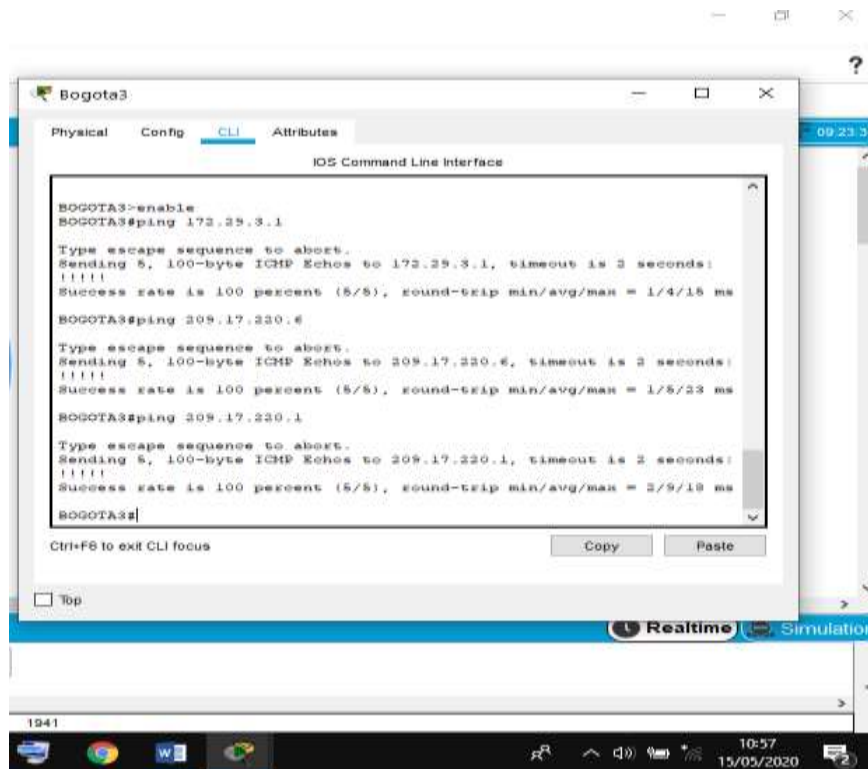 ?
Bogota3
Physical Config CLI Attributes
09:23:3
IOS Command Line Interface
BOGOTA3>enable
BOGOTA3#ping 172.29.3.1
Type escape sequence to abort.
Sending 5, 100-byte ICMP Echos to 172.29.3.1, timeout is 2 seconds:
!!!!!
Success rate is 100 percent (5/5), round-trip min/avg/max = 1/4/15 ms
BOGOTA3#ping 209.17.220.6
Type escape sequence to abort.
Sending 5, 100-byte ICMP Echos to 209.17.220.6, timeout is 2 seconds:
!!!!!
Success rate is 100 percent (5/5), round-trip min/avg/max = 1/5/23 ms
BOGOTA3#ping 209.17.220.1
Type escape sequence to abort.
Sending 5, 100-byte ICMP Echos to 209.17.220.1, timeout is 2 seconds:
!!!!!
Success rate is 100 percent (5/5), round-trip min/avg/max = 2/9/18 ms
BOGOTA3#
Ctrl+F6 to exit CLI focus
Copy Paste
Top
Realtime Simulation
1941
10:57
15/05/2020
2